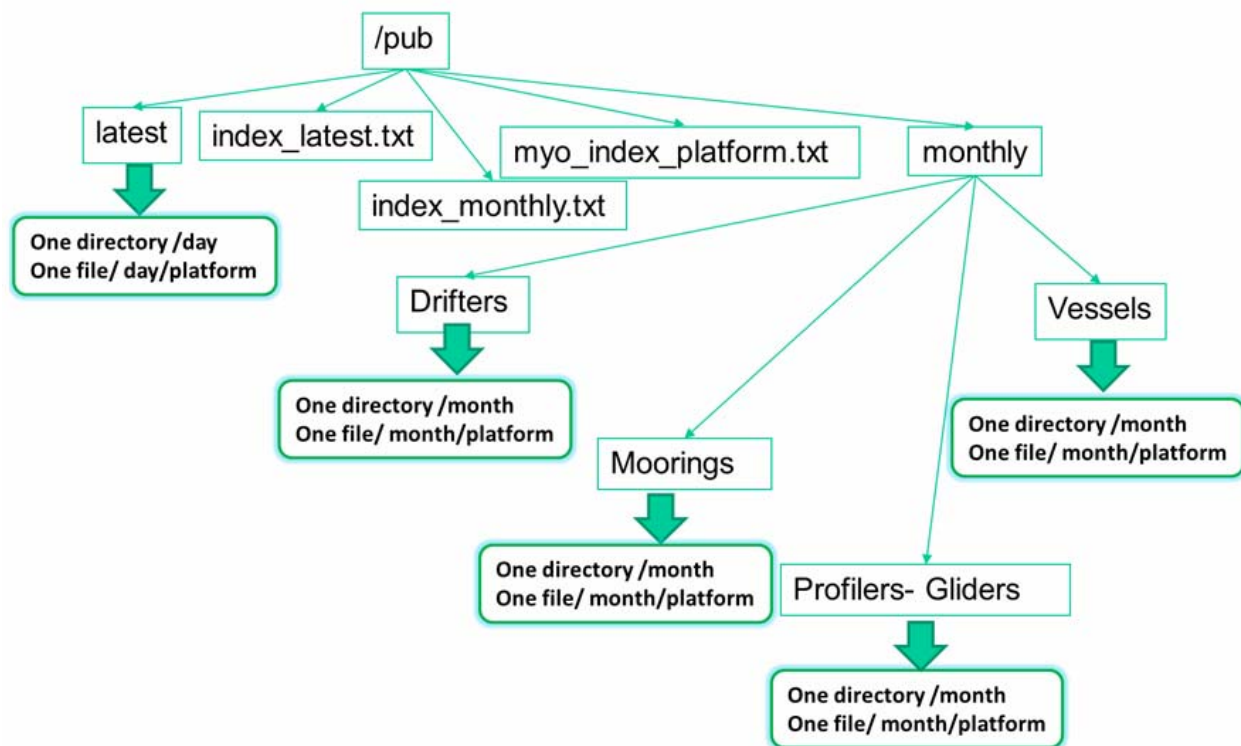 /pub
latest
index_latest.txt
myo_index_platform.txt
monthly
index_monthly.txt
One directory /day
One file/ day/platform
Drifters
Vessels
One directory /month
One file/ month/platform
One directory /month
One file/ month/platform
Moorings
One directory /month
One file/ month/platform
Profilers- Gliders
One directory /month
One file/ month/platform